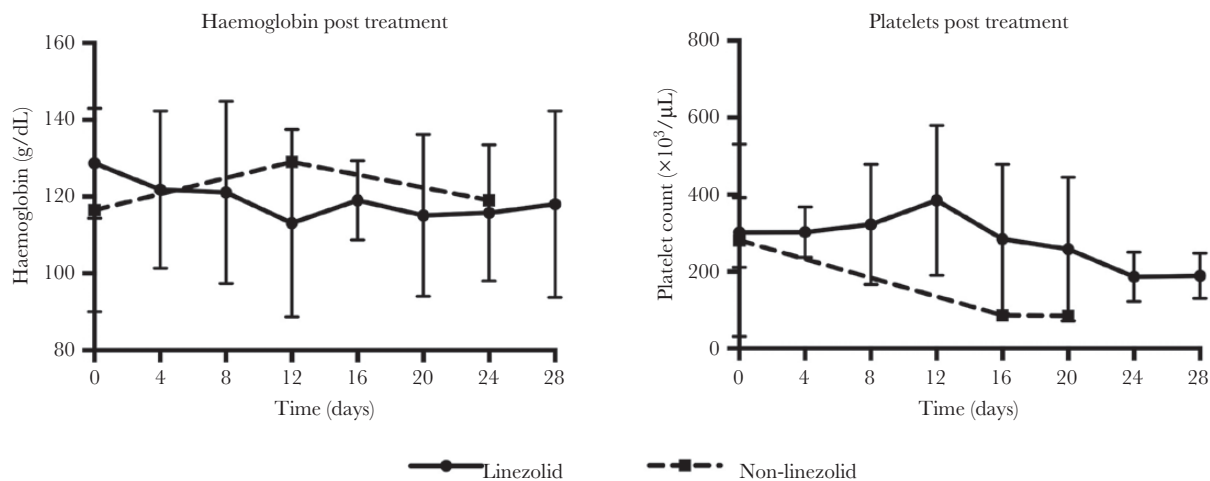 Haemoglobin post treatment
Haemoglobin (g/dL)
160
140
120
100
80
0 4 8 12 16 20 24 28
Time (days)
Platelets post treatment
Platelet count (×10³/µL)
800
600
400
200
0
0 4 8 12 16 20 24 28
Time (days)
Linezolid
Non-linezolid